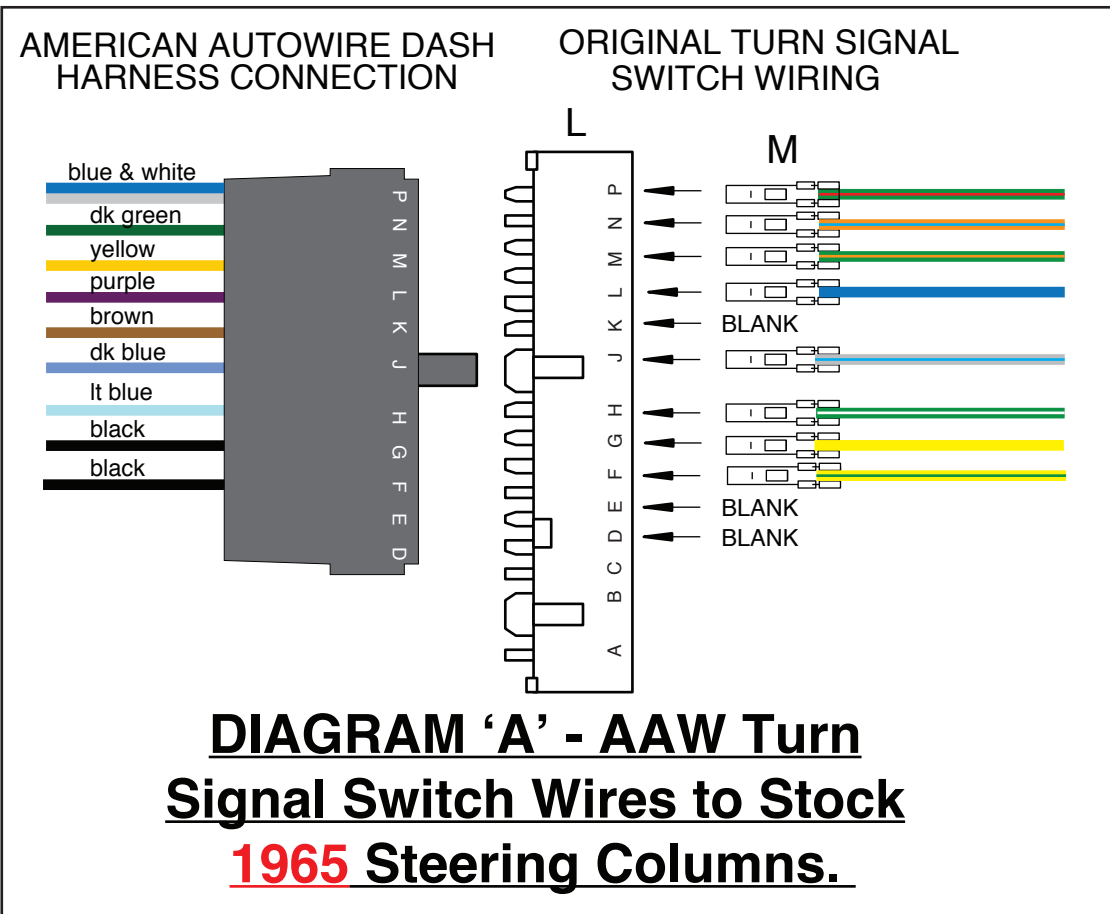 AMERICAN AUTOWIRE DASH
HARNESS CONNECTION
blue & white
dk green
yellow
purple
brown
dk blue
lt blue
black
black
P
N
M
L
K
J
H
G
F
E
D
ORIGINAL TURN SIGNAL
SWITCH WIRING
L
M
P
N
M
L
K
BLANK
J
H
G
F
E
BLANK
D
BLANK
C
B
A
DIAGRAM ‘A’ - AAW Turn
Signal Switch Wires to Stock
1965 Steering Columns.